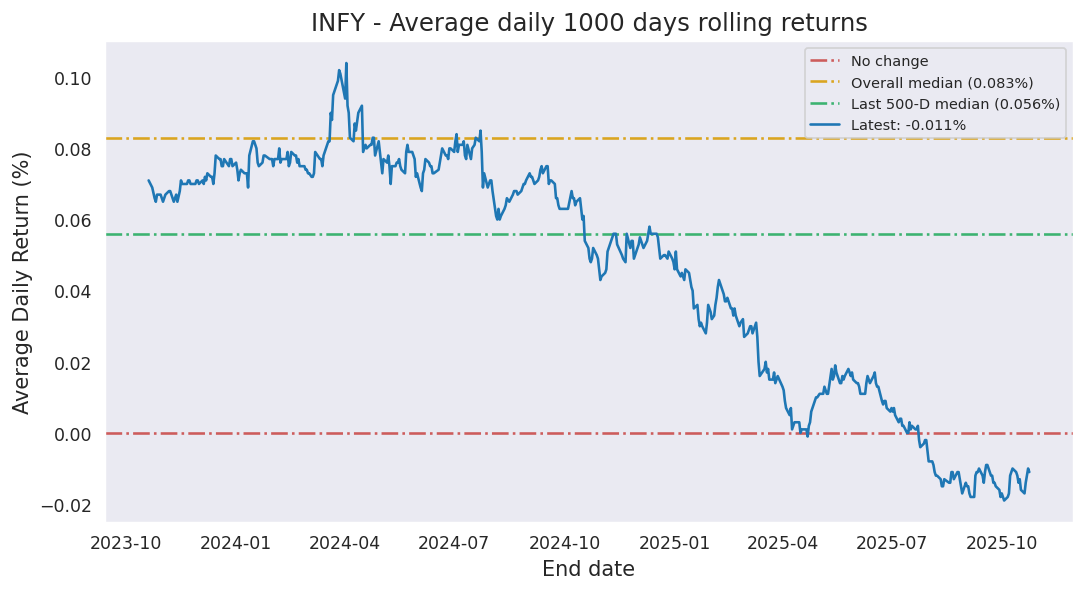 INFY - Average daily 1000 days rolling returns
No change
Overall median (0.083%)
Last 500-D median (0.056%)
Latest: -0.011%
Average Daily Return (%)
0.10
0.08
0.06
0.04
0.02
0.00
−0.02
2023-10 2024-01 2024-04 2024-07 2024-10 2025-01 2025-04 2025-07 2025-10
End date